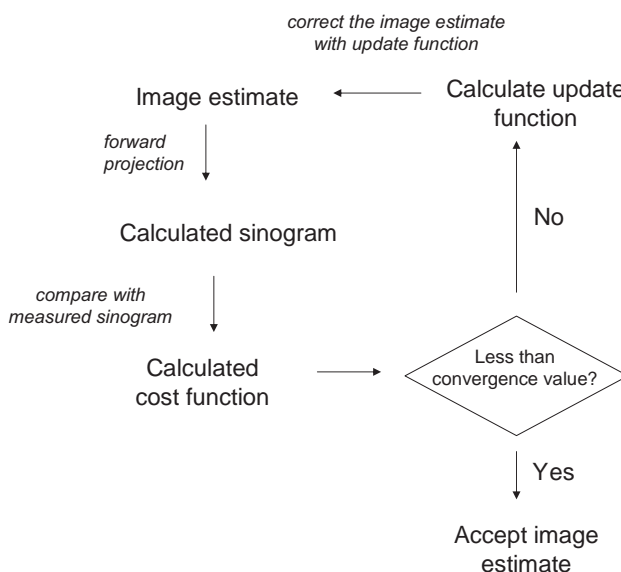 correct the image estimate
with update function
Image estimate
Calculate update
function
forward
projection
Calculated sinogram
No
compare with
measured sinogram
Calculated
cost function
Less than
convergence value?
Yes
Accept image
estimate